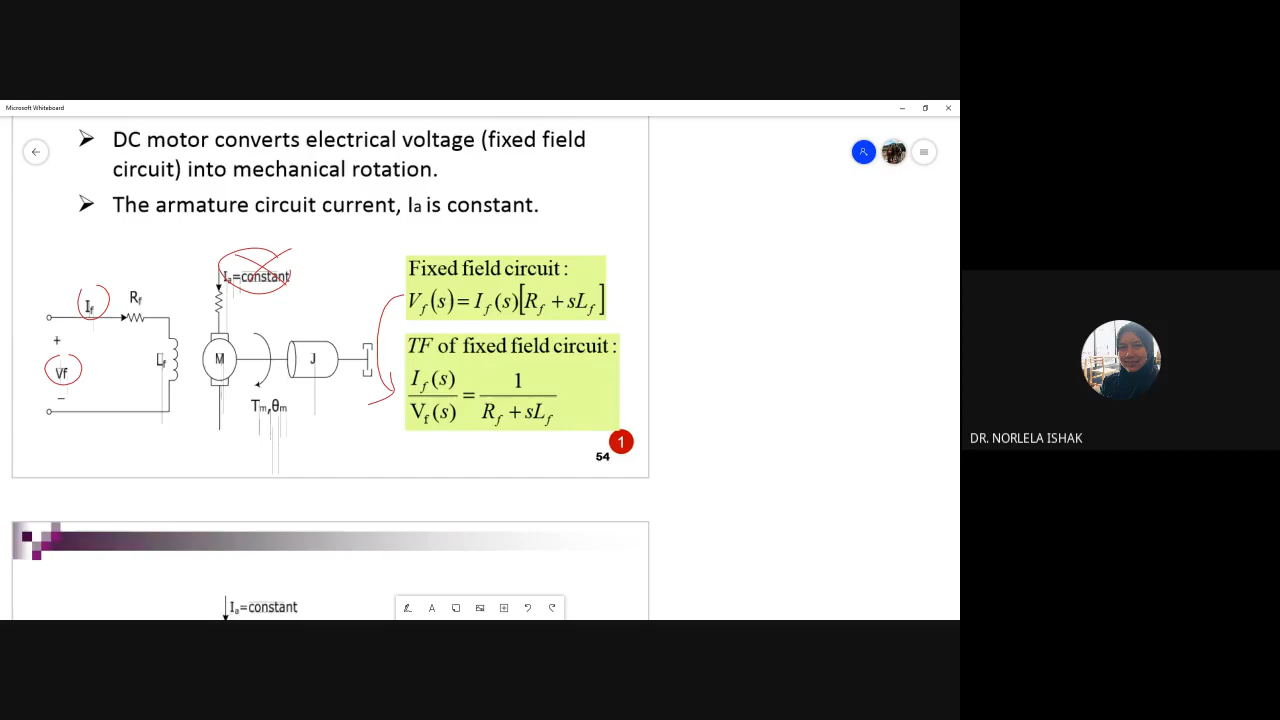 Microsoft Whiteboard
➢ DC motor converts electrical voltage (fixed field
circuit) into mechanical rotation.
➢ The armature circuit current, Ia is constant.
Ia=constant
If
Rf
+
Vf
−
Lf
M
J
Tm,θm
Fixed field circuit :
Vf(s) = If(s)[Rf + sLf]
TF of fixed field circuit :
If(s)/Vf(s) = 1/(Rf + sLf)
1
54
Ia=constant
A
DR. NORLELA ISHAK